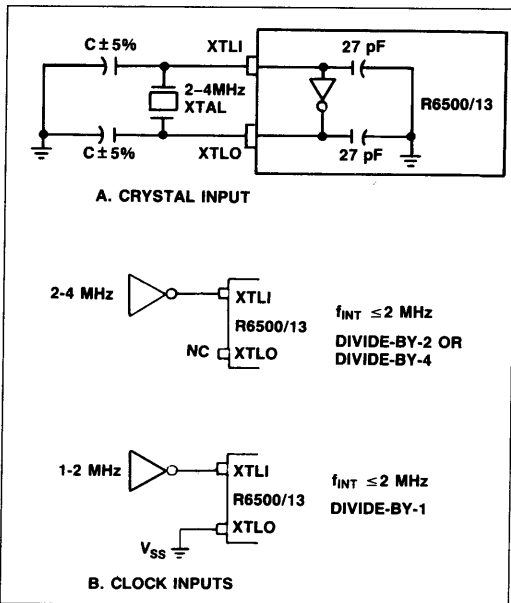 C±5%
XTLI
27 pF
2–4MHz
XTAL
R6500/13
C±5%
XTLO
27 pF
A. CRYSTAL INPUT
2-4 MHz
XTLI
R6500/13
NC
XTLO
fINT ≤2 MHz
DIVIDE-BY-2 OR
DIVIDE-BY-4
1-2 MHz
XTLI
R6500/13
XTLO
VSS
fINT ≤2 MHz
DIVIDE-BY-1
B. CLOCK INPUTS